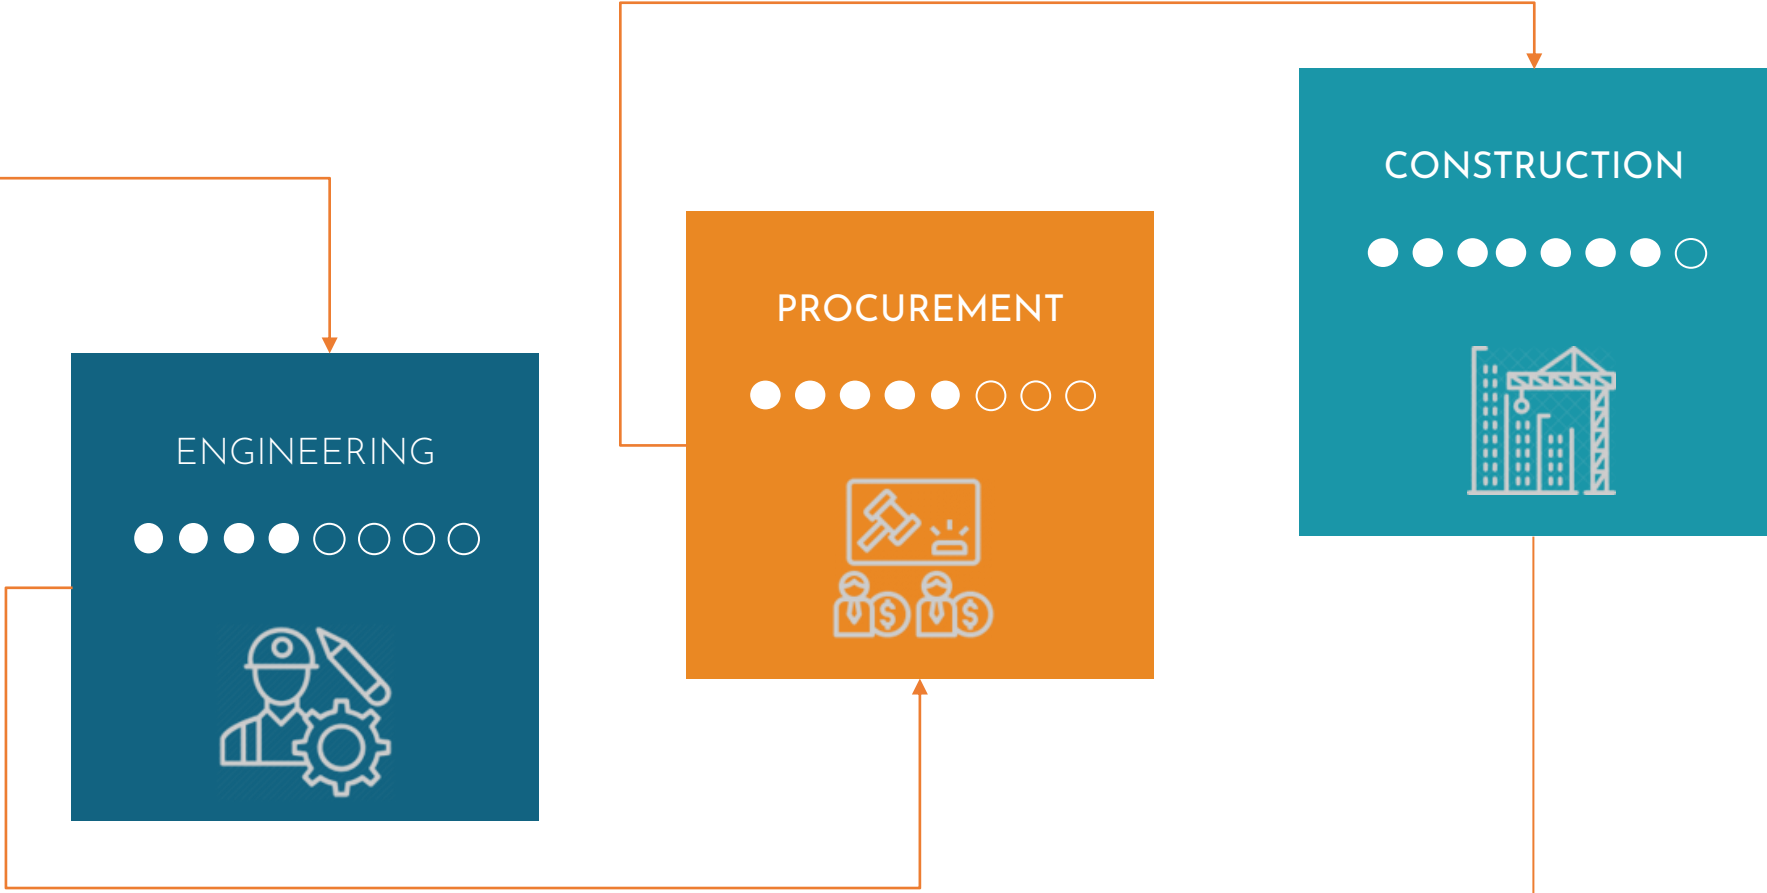 CONSTRUCTION
PROCUREMENT
ENGINEERING
$ $